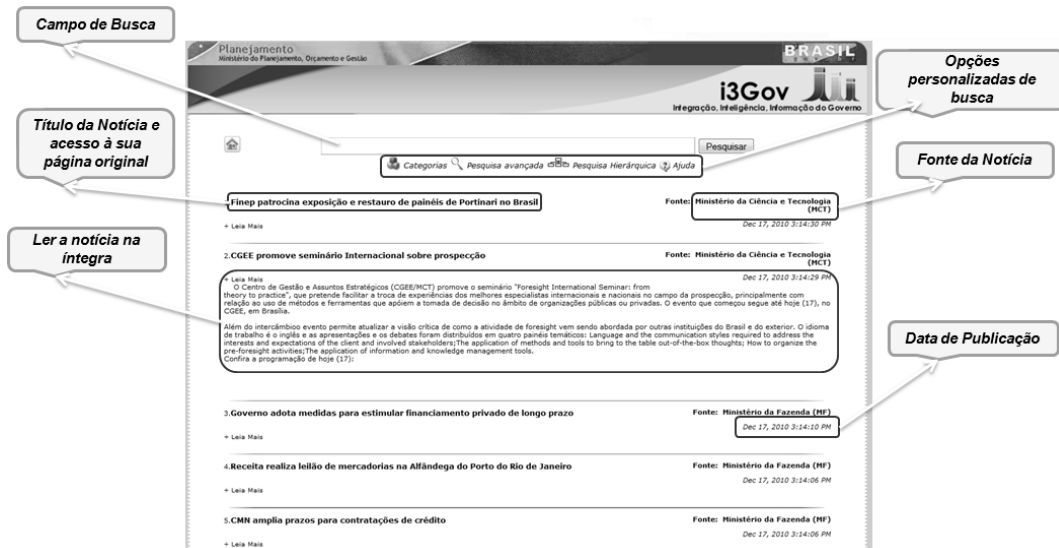 Campo de Busca
Planejamento
Ministério do Planejamento, Orçamento e Gestão
BRASIL
Opções
personalizadas de
busca
i3Gov
Integração, Inteligência, Informação do Governo
Título da Notícia e
acesso à sua
página original
Pesquisar
Categorias Pesquisa avançada Pesquisa Hierárquica Ajuda
Fonte da Notícia
Finep patrocina exposição e restauro de painéis de Portinari no Brasil
Fonte: Ministério da Ciência e Tecnologia
(MCT)
+ Leia Mais
Dec 17, 2010 3:14:30 PM
Ler a notícia na
íntegra
2.CGEE promove seminário Internacional sobre prospecção
Fonte: Ministério da Ciência e Tecnologia
(MCT)
+ Leia Mais
Dec 17, 2010 3:14:29 PM
O Centro de Gestão e Assuntos Estratégicos (CGEE/MCT) promove o seminário "Foresight International Seminar: from
theory to practice", que pretende facilitar a troca de experiências dos melhores especialistas internacionais e nacionais no campo da prospecção, principalmente com
relação ao uso de métodos e ferramentas que apóiem a tomada de decisão no âmbito de organizações públicas ou privadas. O evento que começou segue até hoje (17), no
CGEE, em Brasília.
Além do intercâmbioo evento permite atualizar a visão crítica de como a atividade de foresight vem sendo abordada por outras instituições do Brasil e do exterior. O idioma
de trabalho é o inglês e as apresentações e os debates foram distribuídos em quatro painéis temáticos: Language and the communication styles required to address the
interests and expectations of the client and involved stakeholders;The application of methods and tools to bring to the table out-of-the-box thoughts; How to organize the
pre-foresight activities;The application of information and knowledge management tools.
Confira a programação de hoje (17):
Data de Publicação
3.Governo adota medidas para estimular financiamento privado de longo prazo
Fonte: Ministério da Fazenda (MF)
Dec 17, 2010 3:14:10 PM
+ Leia Mais
4.Receita realiza leilão de mercadorias na Alfândega do Porto do Rio de Janeiro
Fonte: Ministério da Fazenda (MF)
Dec 17, 2010 3:14:06 PM
+ Leia Mais
5.CMN amplia prazos para contratações de crédito
Fonte: Ministério da Fazenda (MF)
Dec 17, 2010 3:14:06 PM
+ Leia Mais